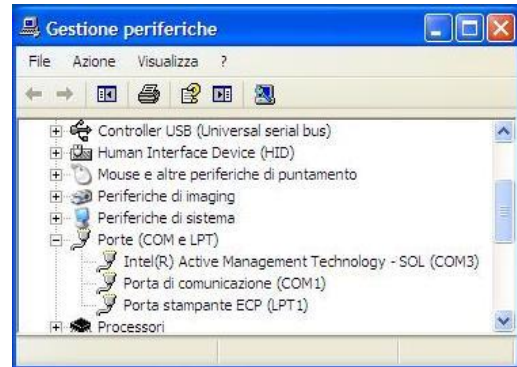 Gestione periferiche
File Azione Visualizza ?
Controller USB (Universal serial bus)
Human Interface Device (HID)
Mouse e altre periferiche di puntamento
Periferiche di imaging
Periferiche di sistema
Porte (COM e LPT)
Intel(R) Active Management Technology - SOL (COM3)
Porta di comunicazione (COM1)
Porta stampante ECP (LPT1)
Processori